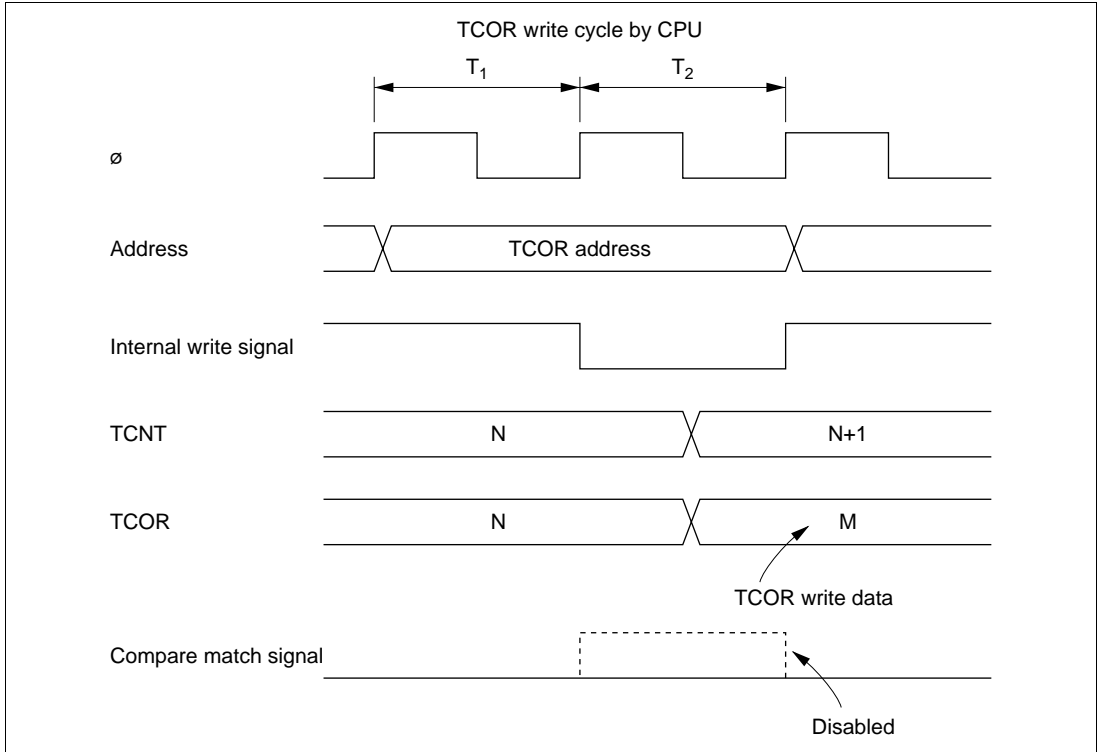 TCOR write cycle by CPU
T1 T2
ø
Address TCOR address
Internal write signal
TCNT N N+1
TCOR N M
TCOR write data
Compare match signal
Disabled